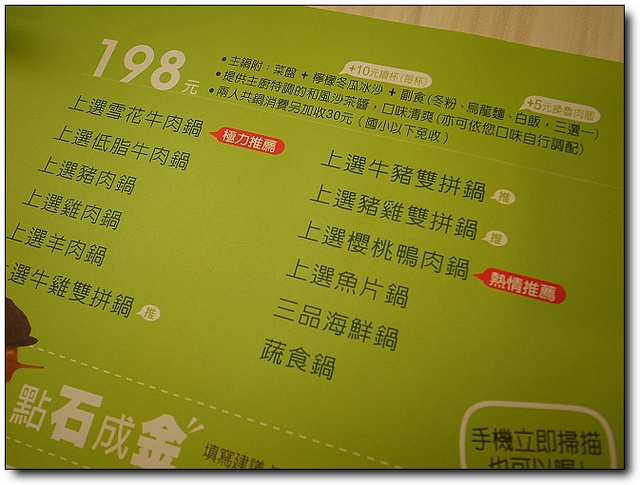 198元
+10元續杯(每杯)
+5元換魯肉飯
•主鍋附：菜盤 + 檸檬冬瓜冰沙 + 副食(冬粉、烏龍麵、白飯，三選一)
•提供主廚特調的和風沙茶醬，口味清爽(亦可依您口味自行調配)
•兩人共鍋消費另加收30元（國小以下免收）
上選雪花牛肉鍋 極力推薦
上選低脂牛肉鍋
上選豬肉鍋
上選雞肉鍋
上選羊肉鍋
選牛雞雙拼鍋 推
上選牛豬雙拼鍋 推
上選豬雞雙拼鍋 推
上選櫻桃鴨肉鍋 熱情推薦
上選魚片鍋
三品海鮮鍋
蔬食鍋
點石成金
填寫建議
手機立即掃描
也可以喔!